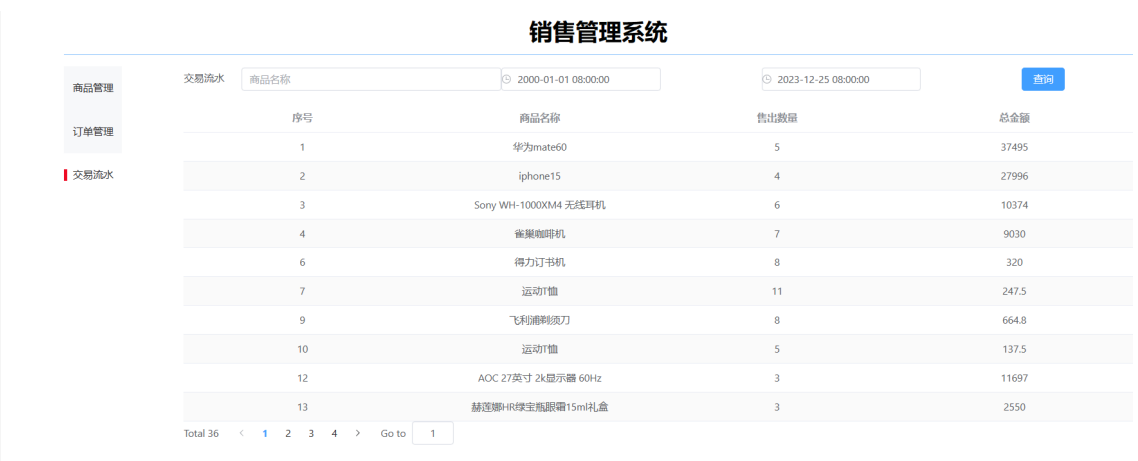 销售管理系统
商品管理
订单管理
交易流水
交易流水 商品名称 2000-01-01 08:00:00 2023-12-25 08:00:00 查询
序号 商品名称 售出数量 总金额
1 华为mate60 5 37495
2 iphone15 4 27996
3 Sony WH-1000XM4 无线耳机 6 10374
4 雀巢咖啡机 7 9030
6 得力订书机 8 320
7 运动T恤 11 247.5
9 飞利浦剃须刀 8 664.8
10 运动T恤 5 137.5
12 AOC 27英寸 2k显示器 60Hz 3 11697
13 赫莲娜HR绿宝瓶眼霜15ml礼盒 3 2550
Total 36 < 1 2 3 4 > Go to 1